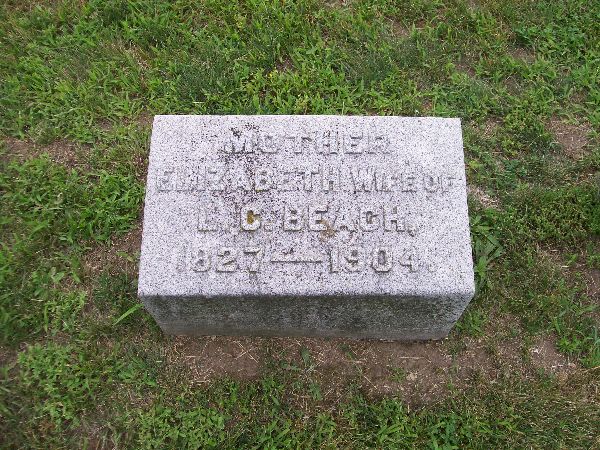 MOTHER
ELIZABETH WIFE OF
L. C. BEACH,
1827 — 1904.